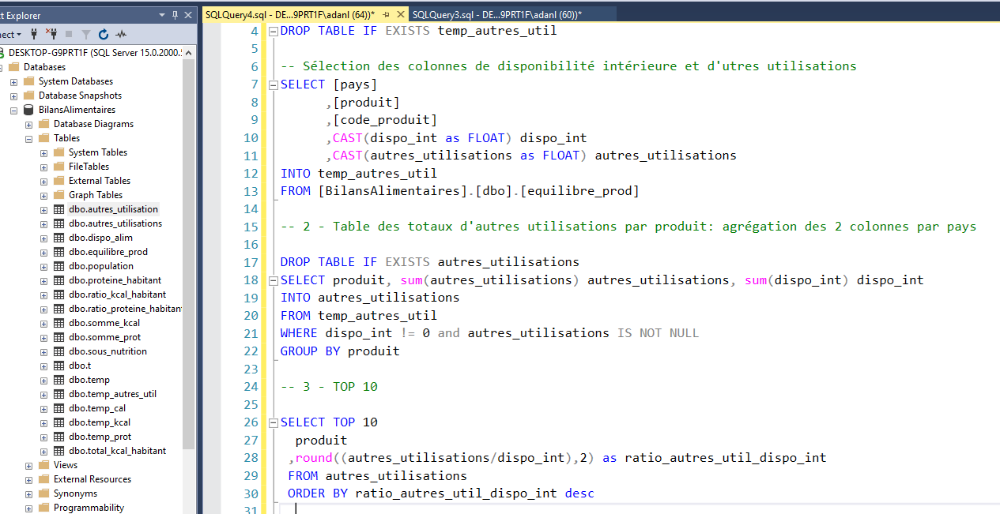 t Explorer
nect
DESKTOP-G9PRT1F (SQL Server 15.0.2000.5
Databases
System Databases
Database Snapshots
BilansAlimentaires
Database Diagrams
Tables
System Tables
FileTables
External Tables
Graph Tables
dbo.autres_utilisation
dbo.autres_utilisations
dbo.dispo_alim
dbo.equilibre_prod
dbo.population
dbo.proteine_habitant
dbo.ratio_kcal_habitant
dbo.ratio_proteine_habitan
dbo.somme_kcal
dbo.somme_prot
dbo.sous_nutrition
dbo.t
dbo.temp
dbo.temp_autres_util
dbo.temp_cal
dbo.temp_kcal
dbo.temp_prot
dbo.total_kcal_habitant
Views
External Resources
Synonyms
Programmability
SQLQuery4.sql - DE...9PRT1F\adanl (64))* SQLQuery3.sql - DE...9PRT1F\adanl (60))*
4 DROP TABLE IF EXISTS temp_autres_util
5
6 -- Sélection des colonnes de disponibilité intérieure et d'utres utilisations
7 SELECT [pays]
8 ,[produit]
9 ,[code_produit]
10 ,CAST(dispo_int as FLOAT) dispo_int
11 ,CAST(autres_utilisations as FLOAT) autres_utilisations
12 INTO temp_autres_util
13 FROM [BilansAlimentaires].[dbo].[equilibre_prod]
14
15 -- 2 - Table des totaux d'autres utilisations par produit: agrégation des 2 colonnes par pays
16
17 DROP TABLE IF EXISTS autres_utilisations
18 SELECT produit, sum(autres_utilisations) autres_utilisations, sum(dispo_int) dispo_int
19 INTO autres_utilisations
20 FROM temp_autres_util
21 WHERE dispo_int != 0 and autres_utilisations IS NOT NULL
22 GROUP BY produit
23
24 -- 3 - TOP 10
25
26 SELECT TOP 10
27 produit
28 ,round((autres_utilisations/dispo_int),2) as ratio_autres_util_dispo_int
29 FROM autres_utilisations
30 ORDER BY ratio_autres_util_dispo_int desc
31